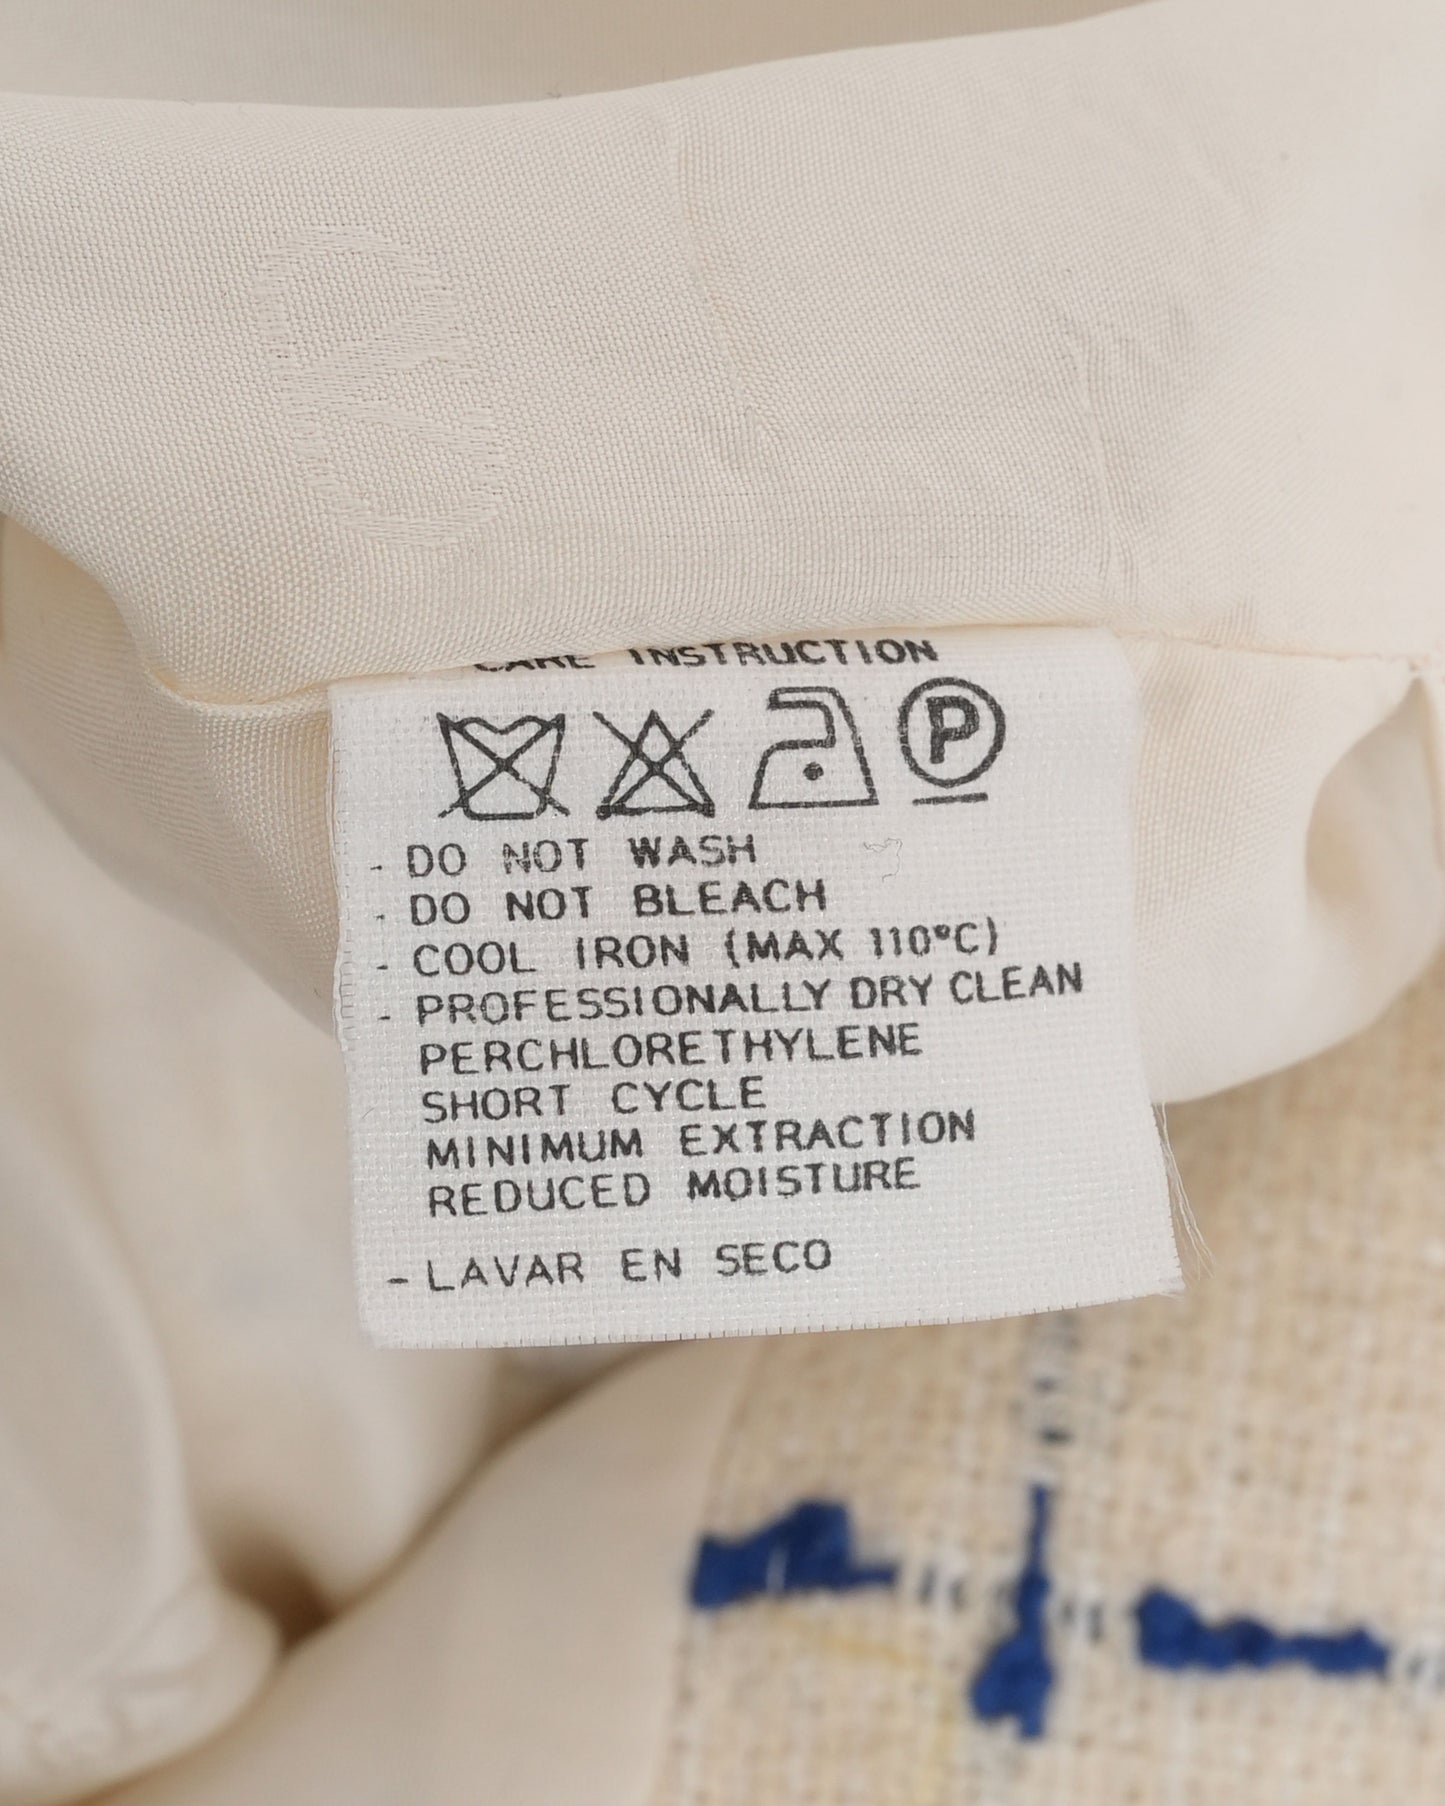 CARE INSTRUCTION
P
- DO NOT WASH
- DO NOT BLEACH
- COOL IRON (MAX 110°C)
- PROFESSIONALLY DRY CLEAN
PERCHLORETHYLENE
SHORT CYCLE
MINIMUM EXTRACTION
REDUCED MOISTURE
- LAVAR EN SECO